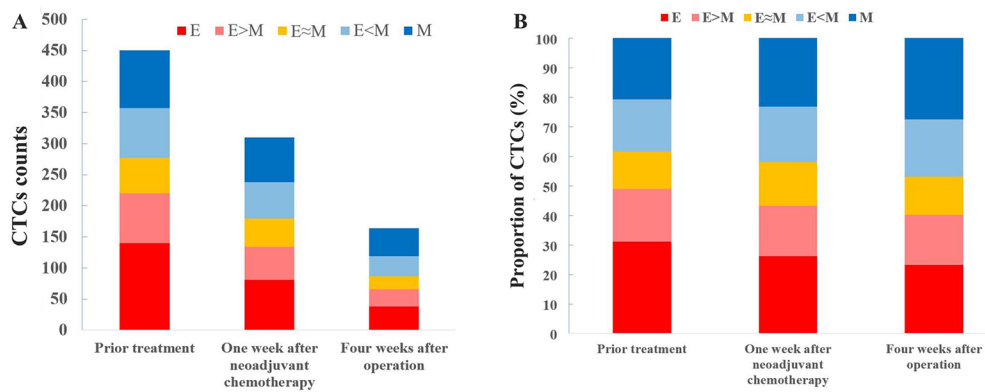 A
E E>M E≈M E<M M
CTCs counts
500
450
400
350
300
250
200
150
100
50
0
Prior treatment
One week after
neoadjuvant
chemotherapy
Four weeks after
operation
B
E E>M E≈M E<M M
Proportion of CTCs (%)
100
90
80
70
60
50
40
30
20
10
0
Prior treatment
One week after
neoadjuvant
chemotherapy
Four weeks after
operation